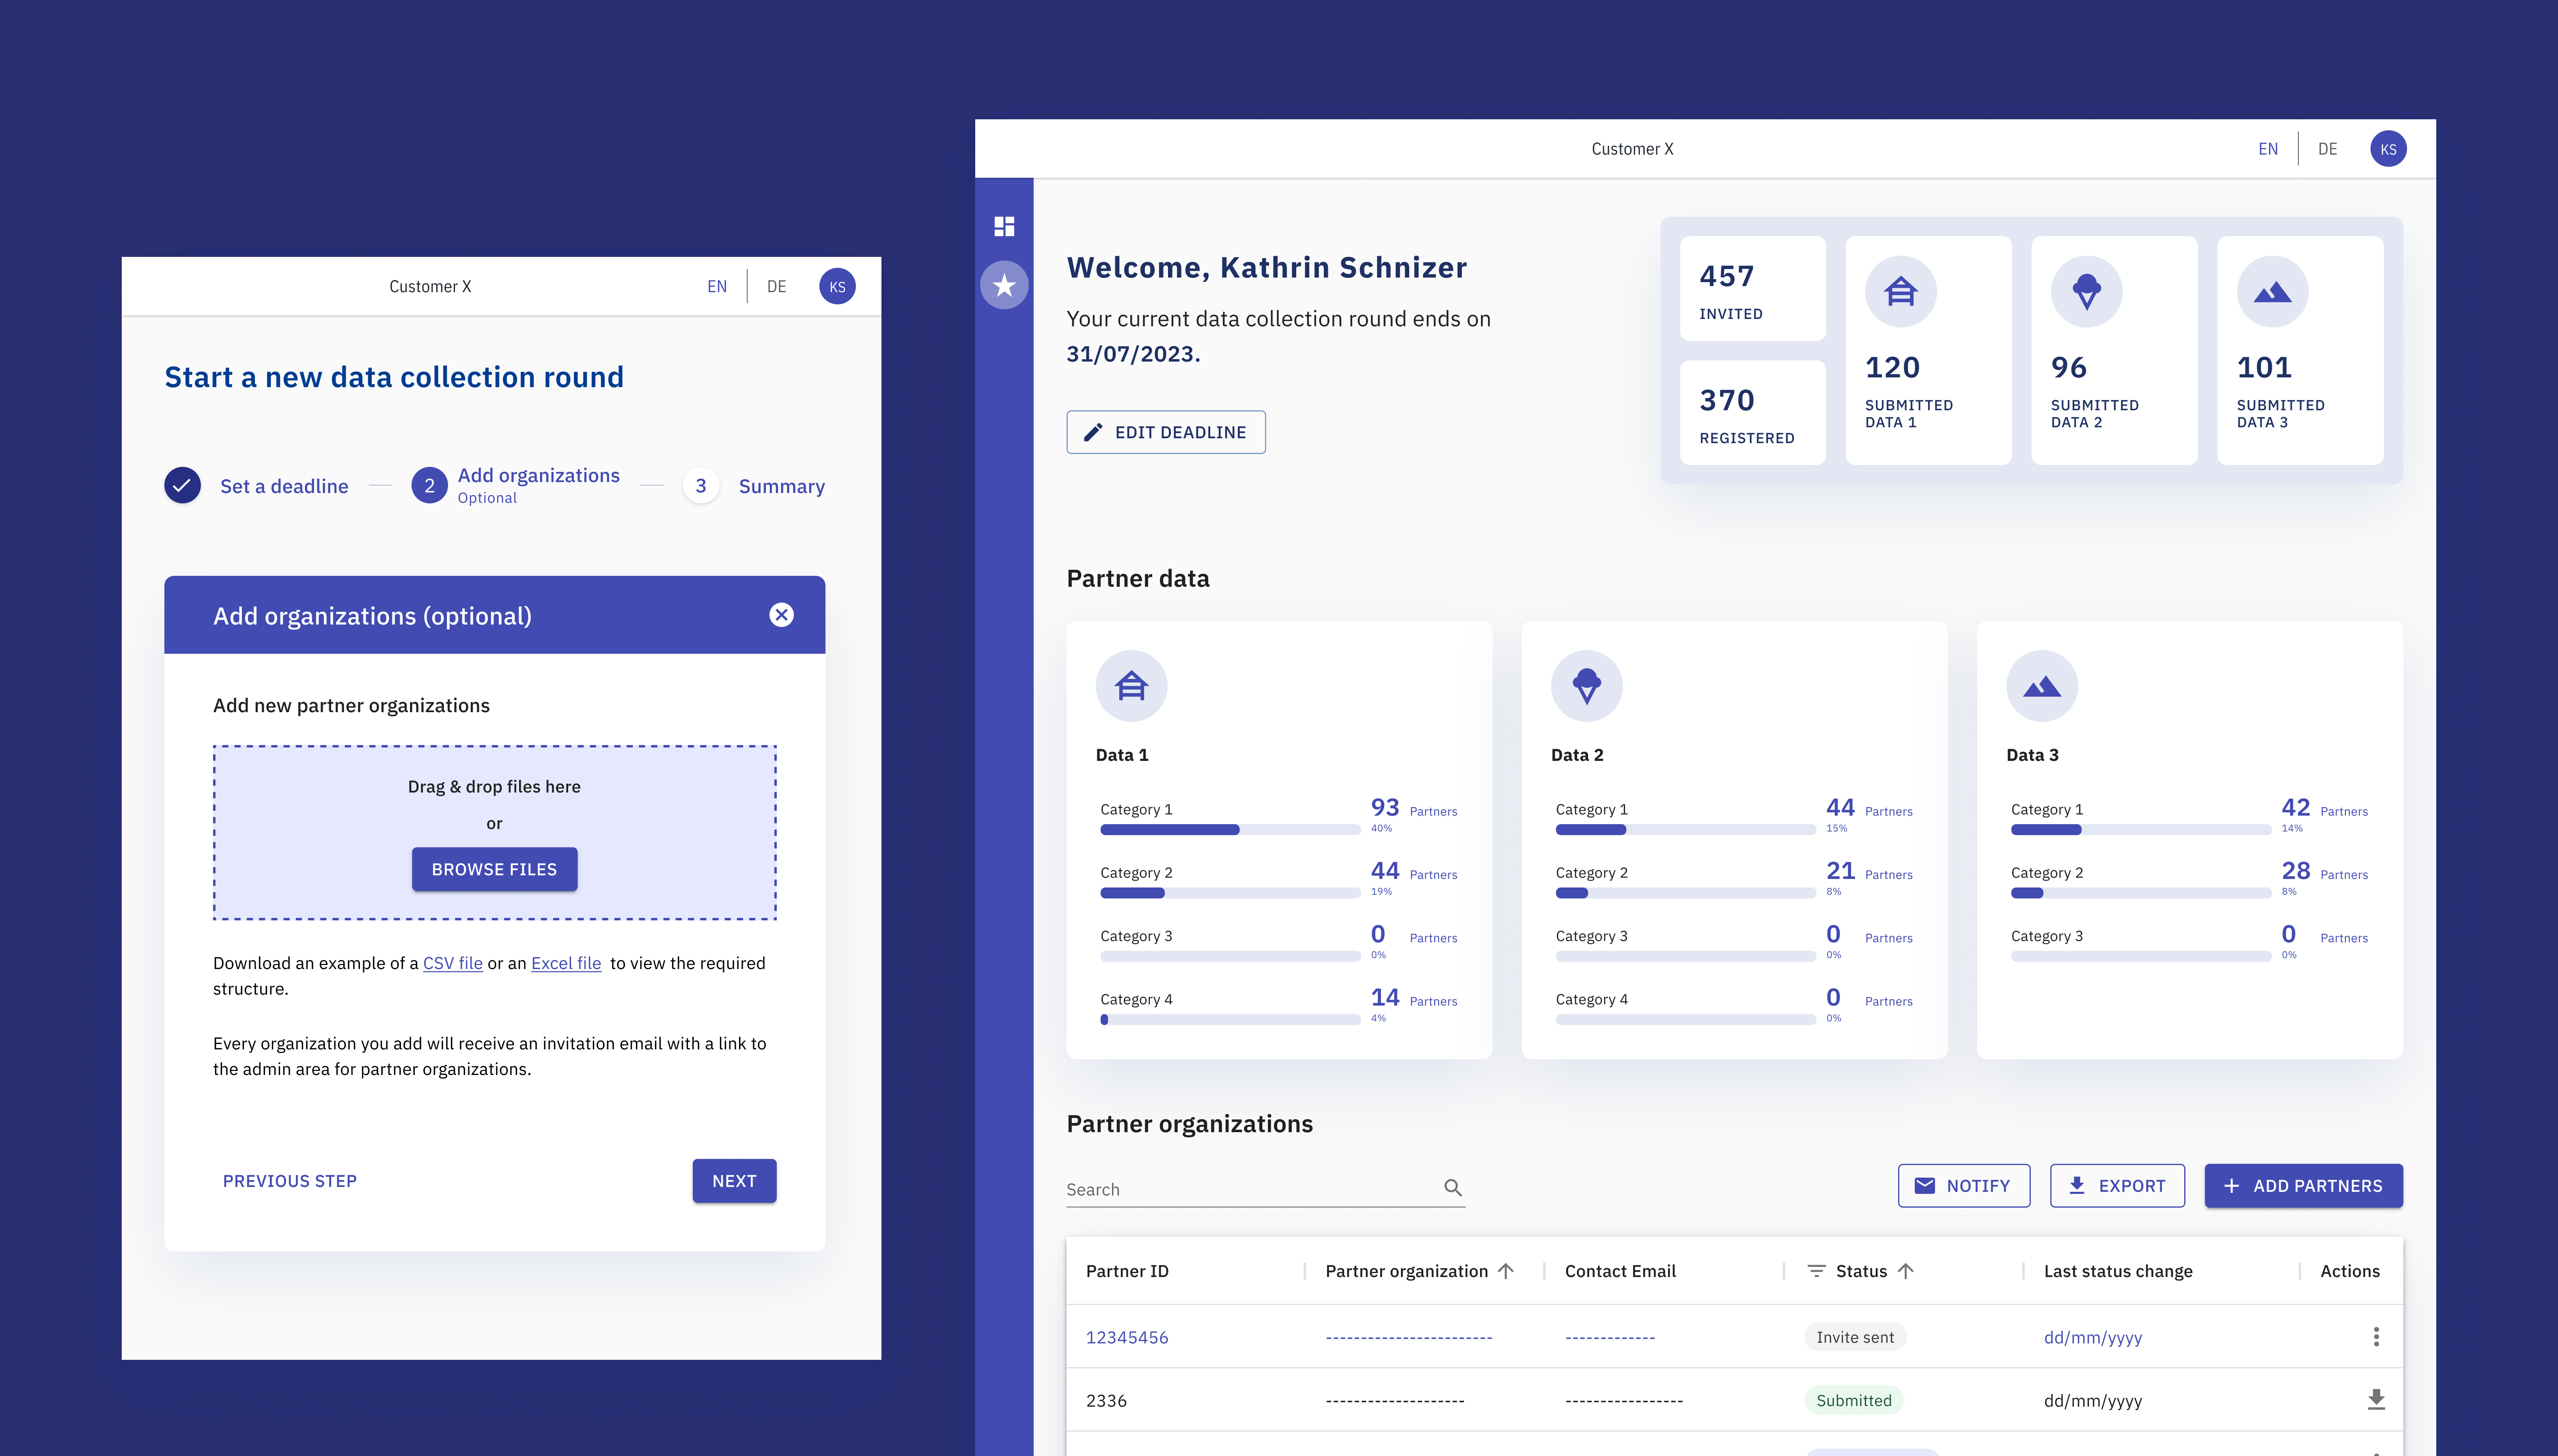 Customer X
EN
DE
KS
Start a new data collection round
Set a deadline
2
Add organizations
Optional
3
Summary
Add organizations (optional)
Add new partner organizations
Drag & drop files here
or
BROWSE FILES
Download an example of a CSV file or an Excel file to view the required
structure.
Every organization you add will receive an invitation email with a link to
the admin area for partner organizations.
PREVIOUS STEP
NEXT
Customer X
EN
DE
KS
Welcome, Kathrin Schnizer
Your current data collection round ends on
31/07/2023.
EDIT DEADLINE
457
INVITED
370
REGISTERED
120
SUBMITTED
DATA 1
96
SUBMITTED
DATA 2
101
SUBMITTED
DATA 3
Partner data
Data 1
Category 1
93 Partners
40%
Category 2
44 Partners
19%
Category 3
0 Partners
0%
Category 4
14 Partners
4%
Data 2
Category 1
44 Partners
15%
Category 2
21 Partners
8%
Category 3
0 Partners
0%
Category 4
0 Partners
0%
Data 3
Category 1
42 Partners
14%
Category 2
28 Partners
8%
Category 3
0 Partners
0%
Partner organizations
Search
NOTIFY
EXPORT
ADD PARTNERS
Partner ID
Partner organization
Contact Email
Status
Last status change
Actions
12345456
------------------------
-------------
Invite sent
dd/mm/yyyy
2336
--------------------
-----------------
Submitted
dd/mm/yyyy